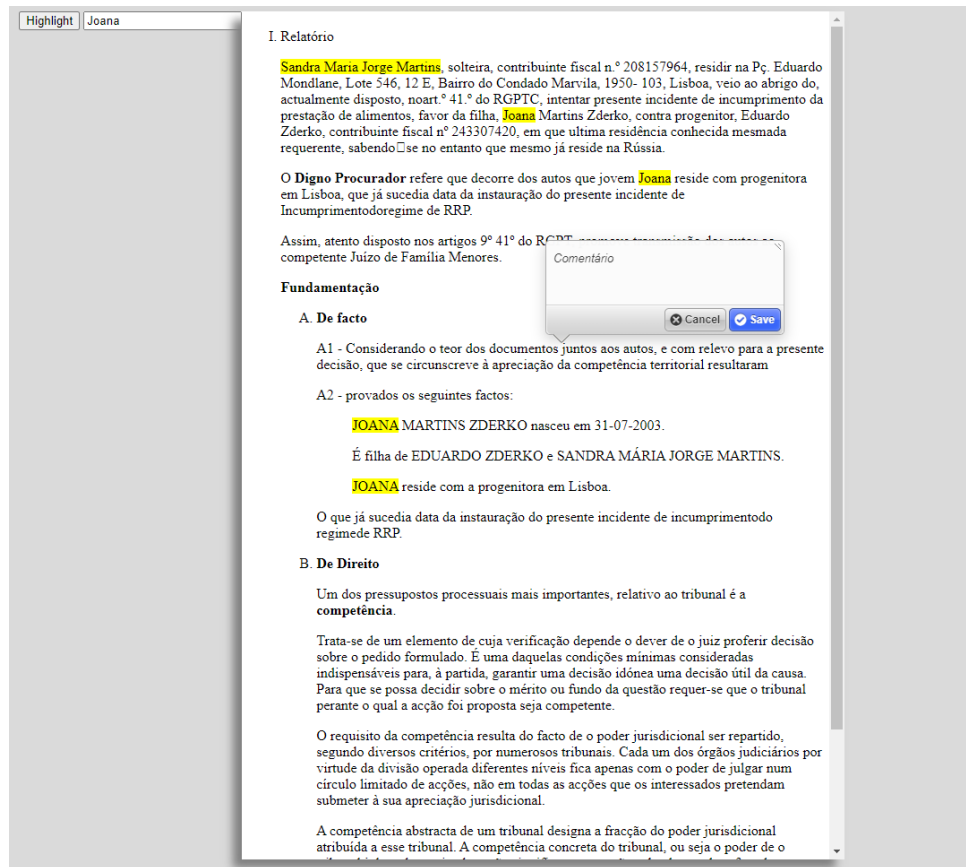 Highlight Joana
I. Relatório
Sandra Maria Jorge Martins, solteira, contribuinte fiscal n.º 208157964, residir na Pç. Eduardo
Mondlane, Lote 546, 12 E, Bairro do Condado Marvila, 1950- 103, Lisboa, veio ao abrigo do,
actualmente disposto, noart.º 41.º do RGPTC, intentar presente incidente de incumprimento da
prestação de alimentos, favor da filha, Joana Martins Zderko, contra progenitor, Eduardo
Zderko, contribuinte fiscal nº 243307420, em que ultima residência conhecida mesmada
requerente, sabendo□se no entanto que mesmo já reside na Rússia.
O Digno Procurador refere que decorre dos autos que jovem Joana reside com progenitora
em Lisboa, que já sucedia data da instauração do presente incidente de
Incumprimentodoregime de RRP.
Assim, atento disposto nos artigos 9º 41º do
competente Juízo de Família Menores.
Comentário
Cancel Save
Fundamentação
A. De facto
A1 - Considerando o teor dos documentos juntos aos autos, e com relevo para a presente
decisão, que se circunscreve à apreciação da competência territorial resultaram
A2 - provados os seguintes factos:
JOANA MARTINS ZDERKO nasceu em 31-07-2003.
É filha de EDUARDO ZDERKO e SANDRA MÁRIA JORGE MARTINS.
JOANA reside com a progenitora em Lisboa.
O que já sucedia data da instauração do presente incidente de incumprimentodo
regimede RRP.
B. De Direito
Um dos pressupostos processuais mais importantes, relativo ao tribunal é a
competência.
Trata-se de um elemento de cuja verificação depende o dever de o juiz proferir decisão
sobre o pedido formulado. É uma daquelas condições mínimas consideradas
indispensáveis para, à partida, garantir uma decisão idónea uma decisão útil da causa.
Para que se possa decidir sobre o mérito ou fundo da questão requer-se que o tribunal
perante o qual a acção foi proposta seja competente.
O requisito da competência resulta do facto de o poder jurisdicional ser repartido,
segundo diversos critérios, por numerosos tribunais. Cada um dos órgãos judiciários por
virtude da divisão operada diferentes níveis fica apenas com o poder de julgar num
círculo limitado de acções, não em todas as acções que os interessados pretendam
submeter à sua apreciação jurisdicional.
A competência abstracta de um tribunal designa a fracção do poder jurisdicional
atribuída a esse tribunal. A competência concreta do tribunal, ou seja o poder de o